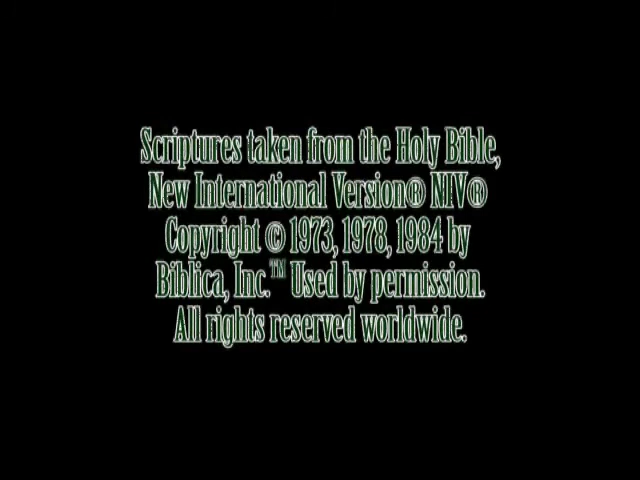 Scriptures taken from the Holy Bible,
New International Version® NIV®
Copyright © 1973, 1978, 1984 by
Biblica, Inc.™ Used by permission.
All rights reserved worldwide.